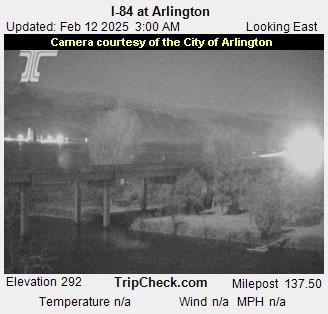 I-84 at Arlington
Updated: Feb 12 2025 3:00 AM Looking East
Camera courtesy of the City of Arlington
Elevation 292 TripCheck.com Milepost 137.50
Temperature n/a Wind n/a MPH n/a